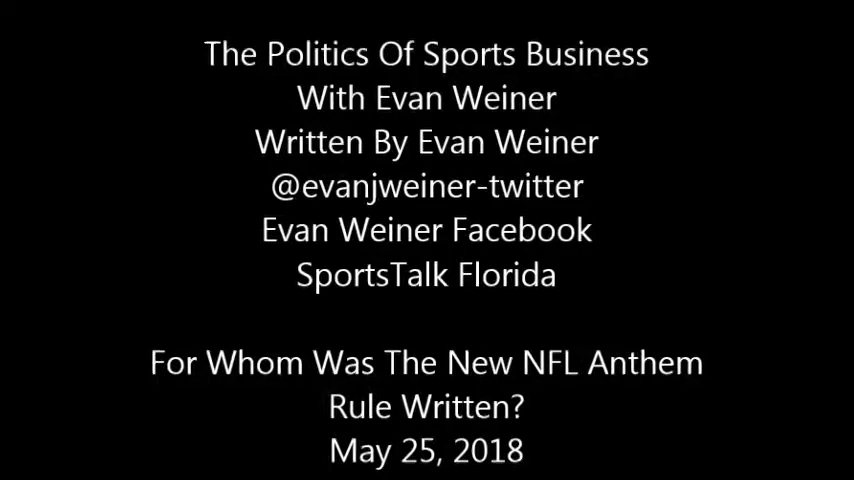 The Politics Of Sports Business
With Evan Weiner
Written By Evan Weiner
@evanjweiner-twitter
Evan Weiner Facebook
SportsTalk Florida
For Whom Was The New NFL Anthem
Rule Written?
May 25, 2018